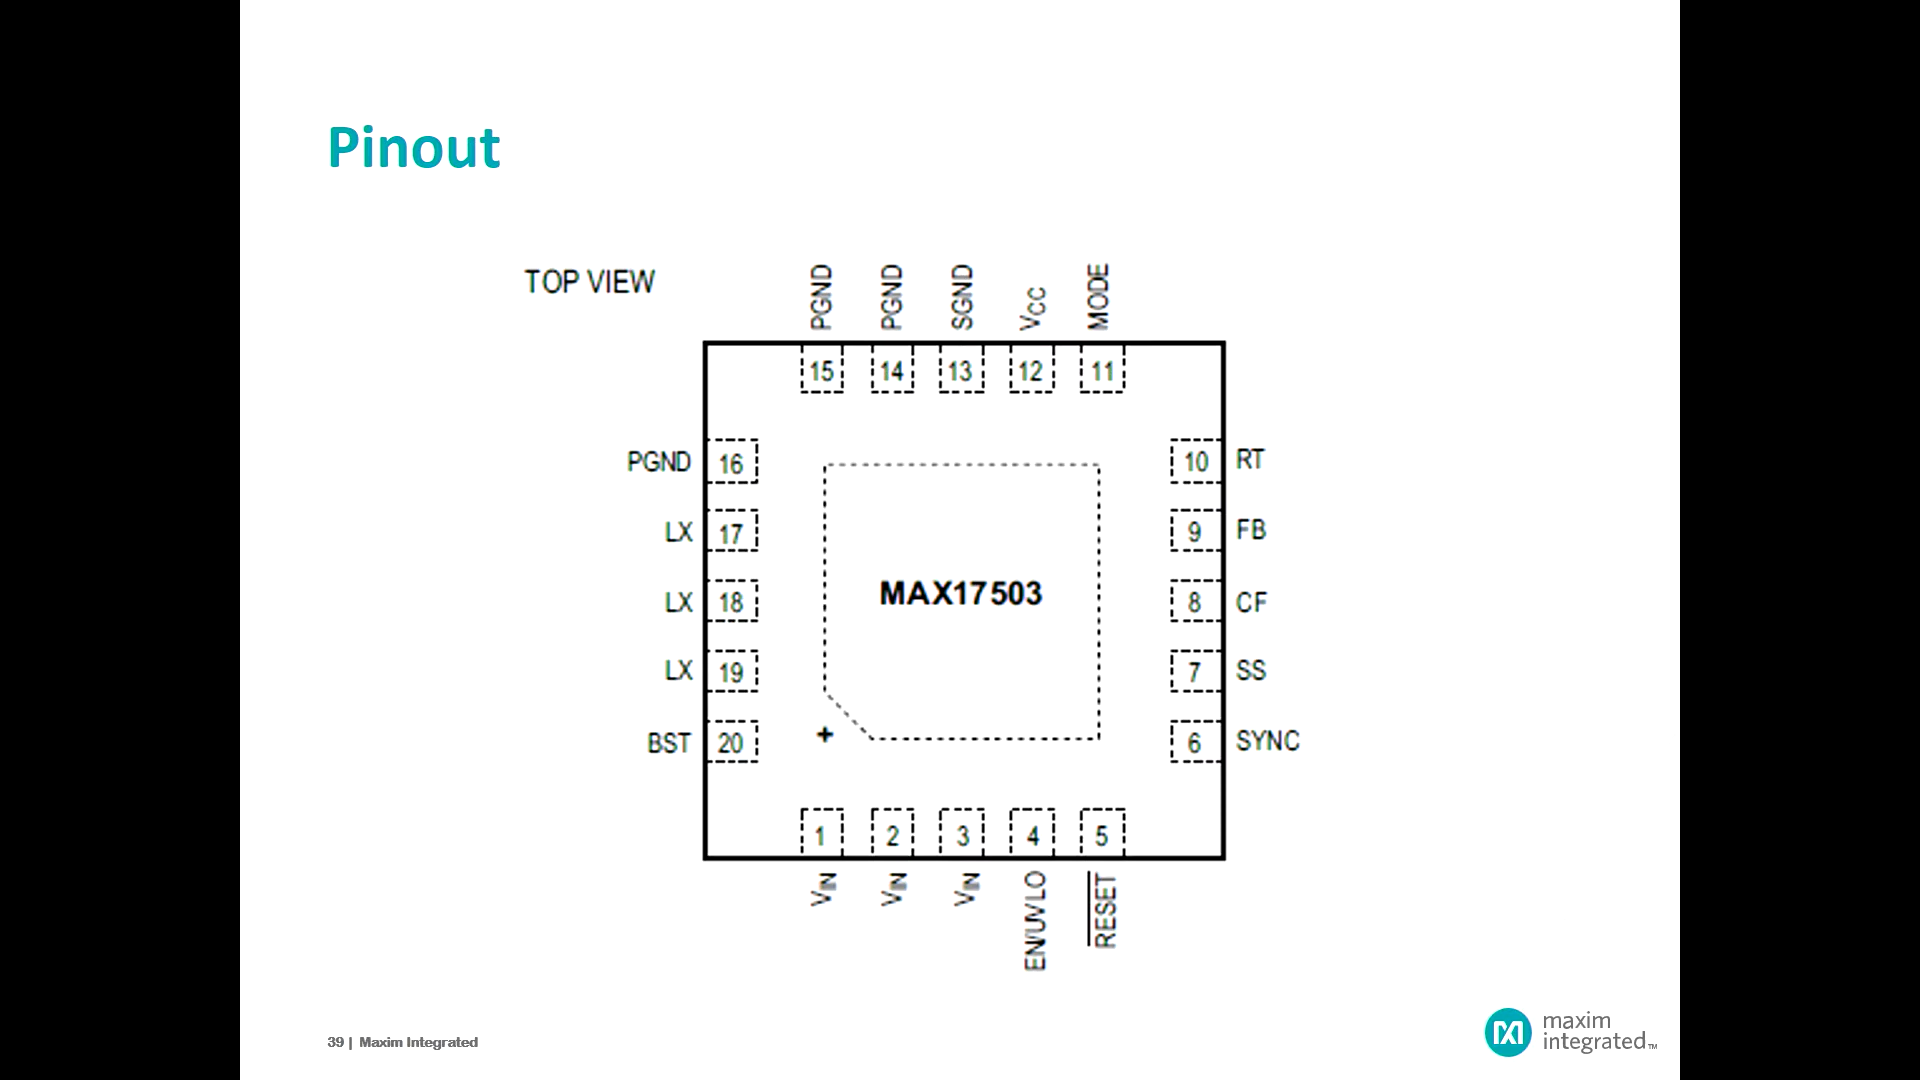 Pinout
TOP VIEW
PGND
PGND
SGND
VCC
MODE
15
14
13
12
11
PGND
16
10
RT
LX
17
9
FB
LX
18
MAX17503
8
CF
LX
19
7
SS
BST
20
+
6
SYNC
1
2
3
4
5
VIN
VIN
VIN
EN/UVLO
RESET
39 | Maxim Integrated
maxim
integrated™